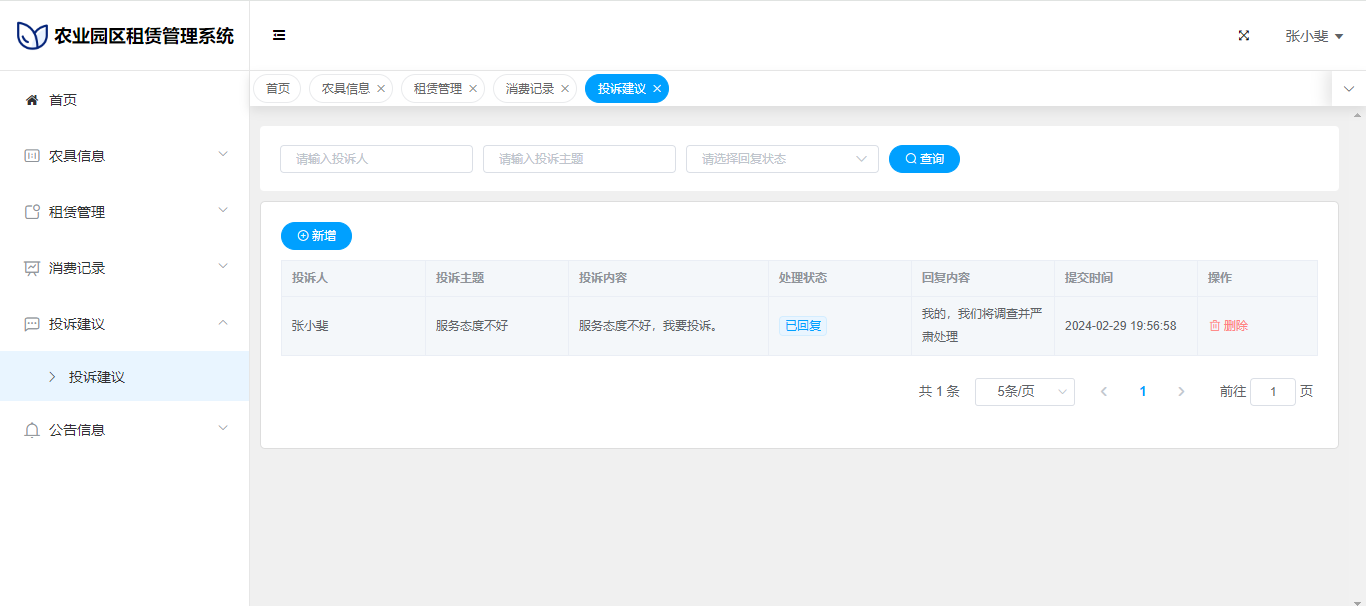 农业园区租赁管理系统
张小斐
首页
农具信息
租赁管理
消费记录
投诉建议
投诉建议
公告信息
首页 农具信息 租赁管理 消费记录 投诉建议
请输入投诉人 请输入投诉主题 请选择回复状态 查询
新增
投诉人 投诉主题 投诉内容 处理状态 回复内容 提交时间 操作
张小斐 服务态度不好 服务态度不好，我要投诉。 已回复 我的，我们将调查并严 2024-02-29 19:56:58 删除
肃处理
共 1 条 5条/页 1 前往 1 页